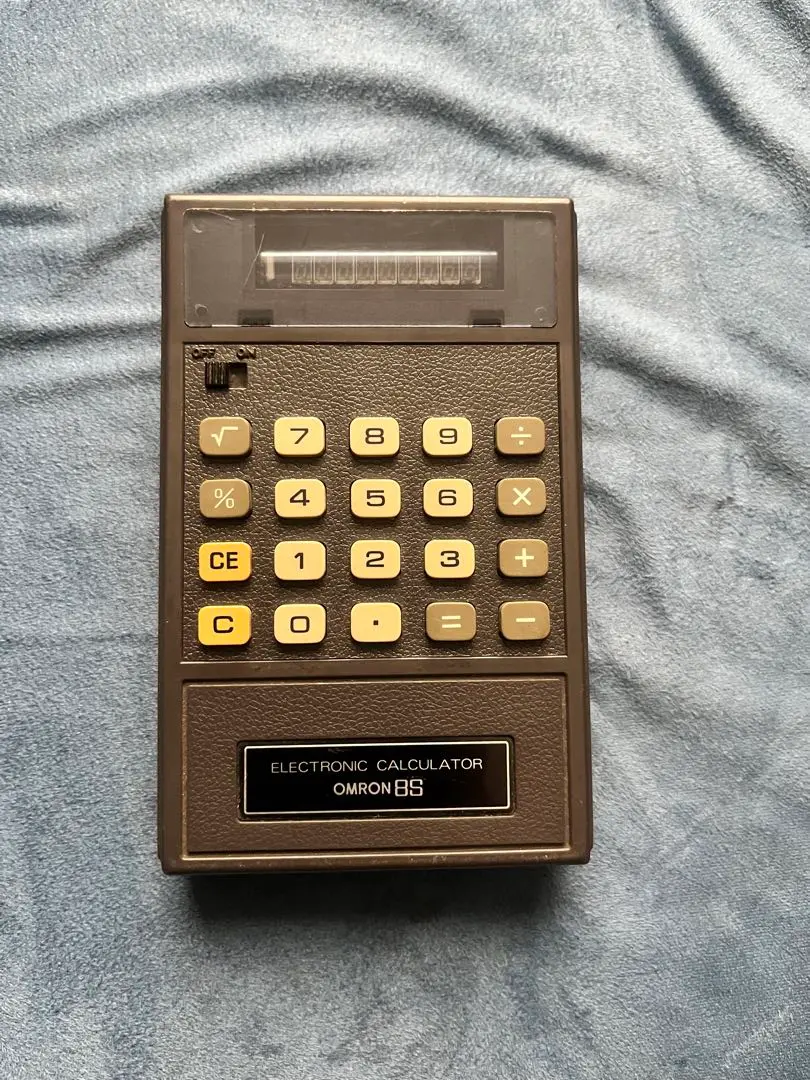 OFF ON
√ 7 8 9 ÷
% 4 5 6 ×
CE 1 2 3 +
C 0 . = −
ELECTRONIC CALCULATOR
OMRON 8S